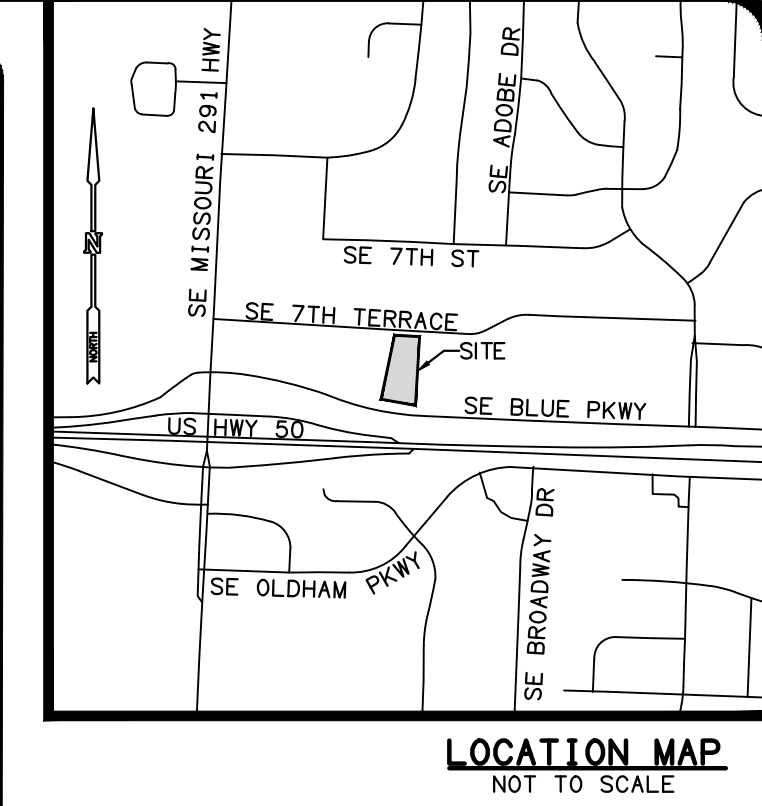 SE MISSOURI 291 HWY
SE ADOBE DR
N
NORTH
SE 7TH ST
SE 7TH TERRACE
SITE
SE BLUE PKWY
US HWY 50
SE OLDHAM PKWY
SE BROADWAY DR
LOCATION MAP
NOT TO SCALE